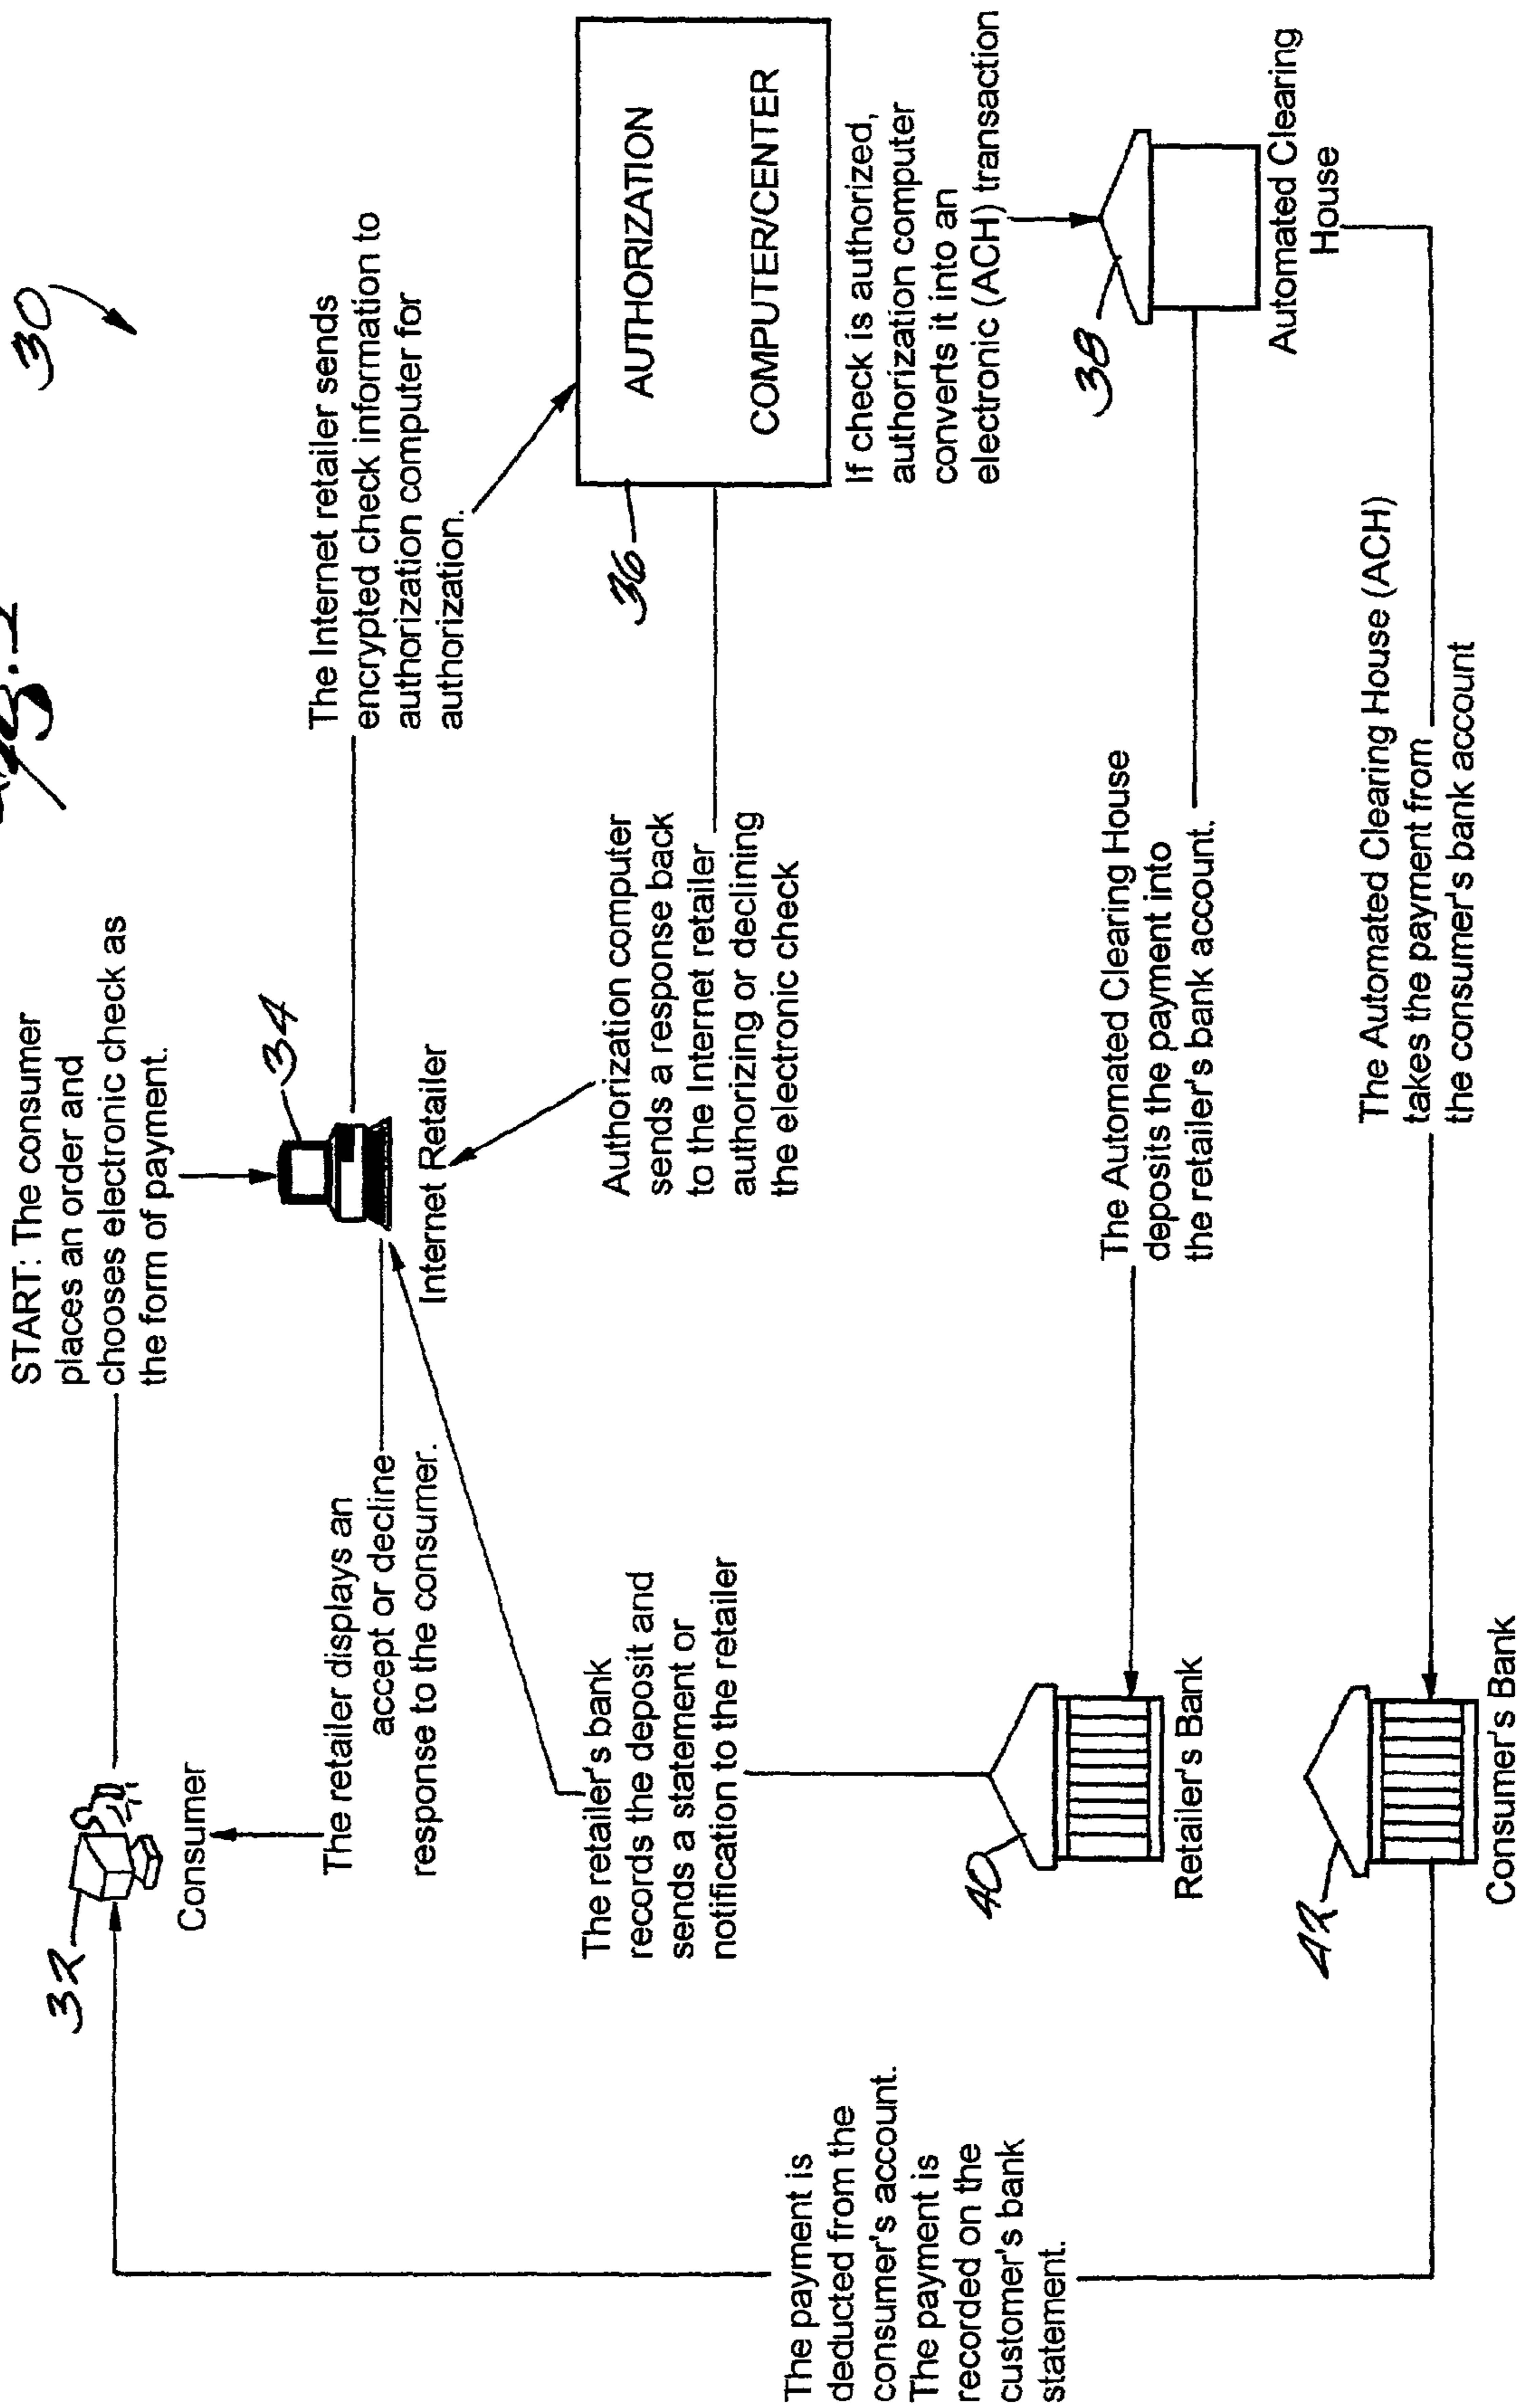 30
START: The consumer
places an order and
chooses electronic check as
the form of payment.
32
Consumer
34
Internet Retailer
The Internet retailer sends
encrypted check information to
authorization computer for
authorization.
The retailer displays an
accept or decline
response to the consumer.
36
AUTHORIZATION
COMPUTER/CENTER
Authorization computer
sends a response back
to the Internet retailer
authorizing or declining
the electronic check
The retailer's bank
records the deposit and
sends a statement or
notification to the retailer
The payment is
deducted from the
consumer's account.
The payment is
recorded on the
customer's bank
statement.
If check is authorized,
authorization computer
converts it into an
electronic (ACH) transaction
38
Automated Clearing
House
The Automated Clearing House
deposits the payment into
the retailer's bank account.
40
Retailer's Bank
The Automated Clearing House (ACH)
takes the payment from
the consumer's bank account
42
Consumer's Bank